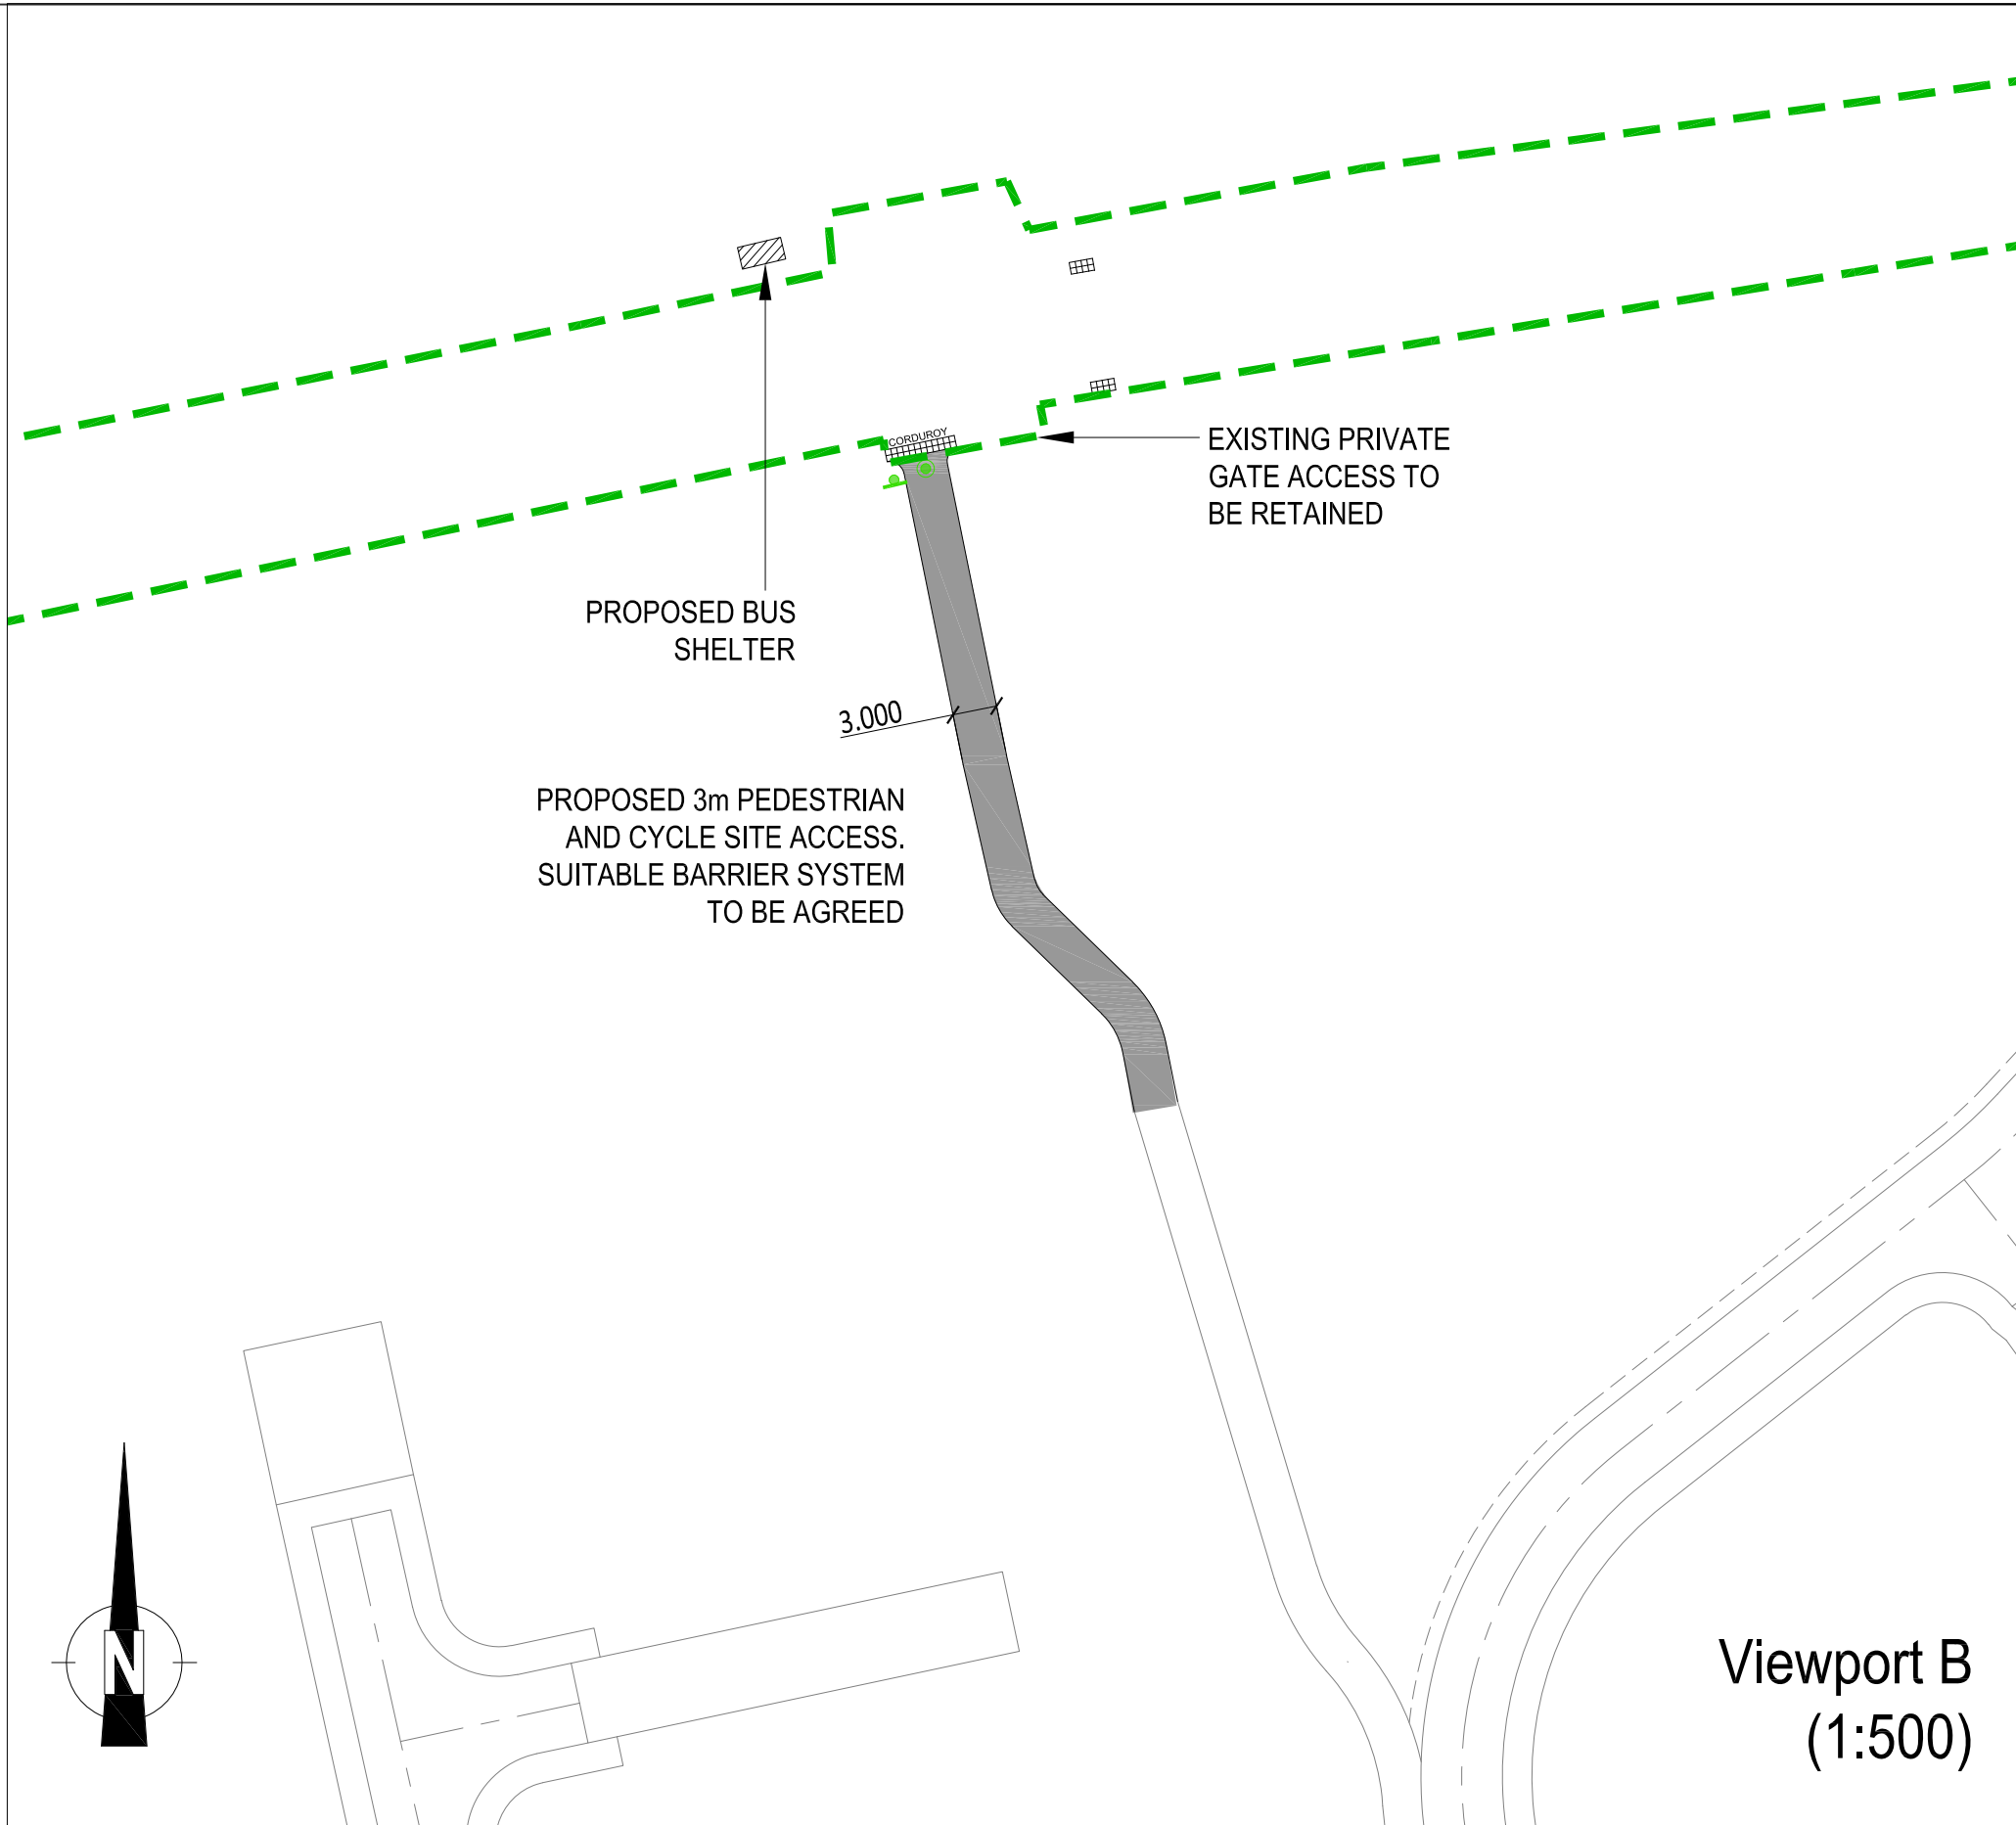 CORDUROY
EXISTING PRIVATE
GATE ACCESS TO
BE RETAINED
PROPOSED BUS
SHELTER
3.000
PROPOSED 3m PEDESTRIAN
AND CYCLE SITE ACCESS.
SUITABLE BARRIER SYSTEM
TO BE AGREED
N
Viewport B
(1:500)